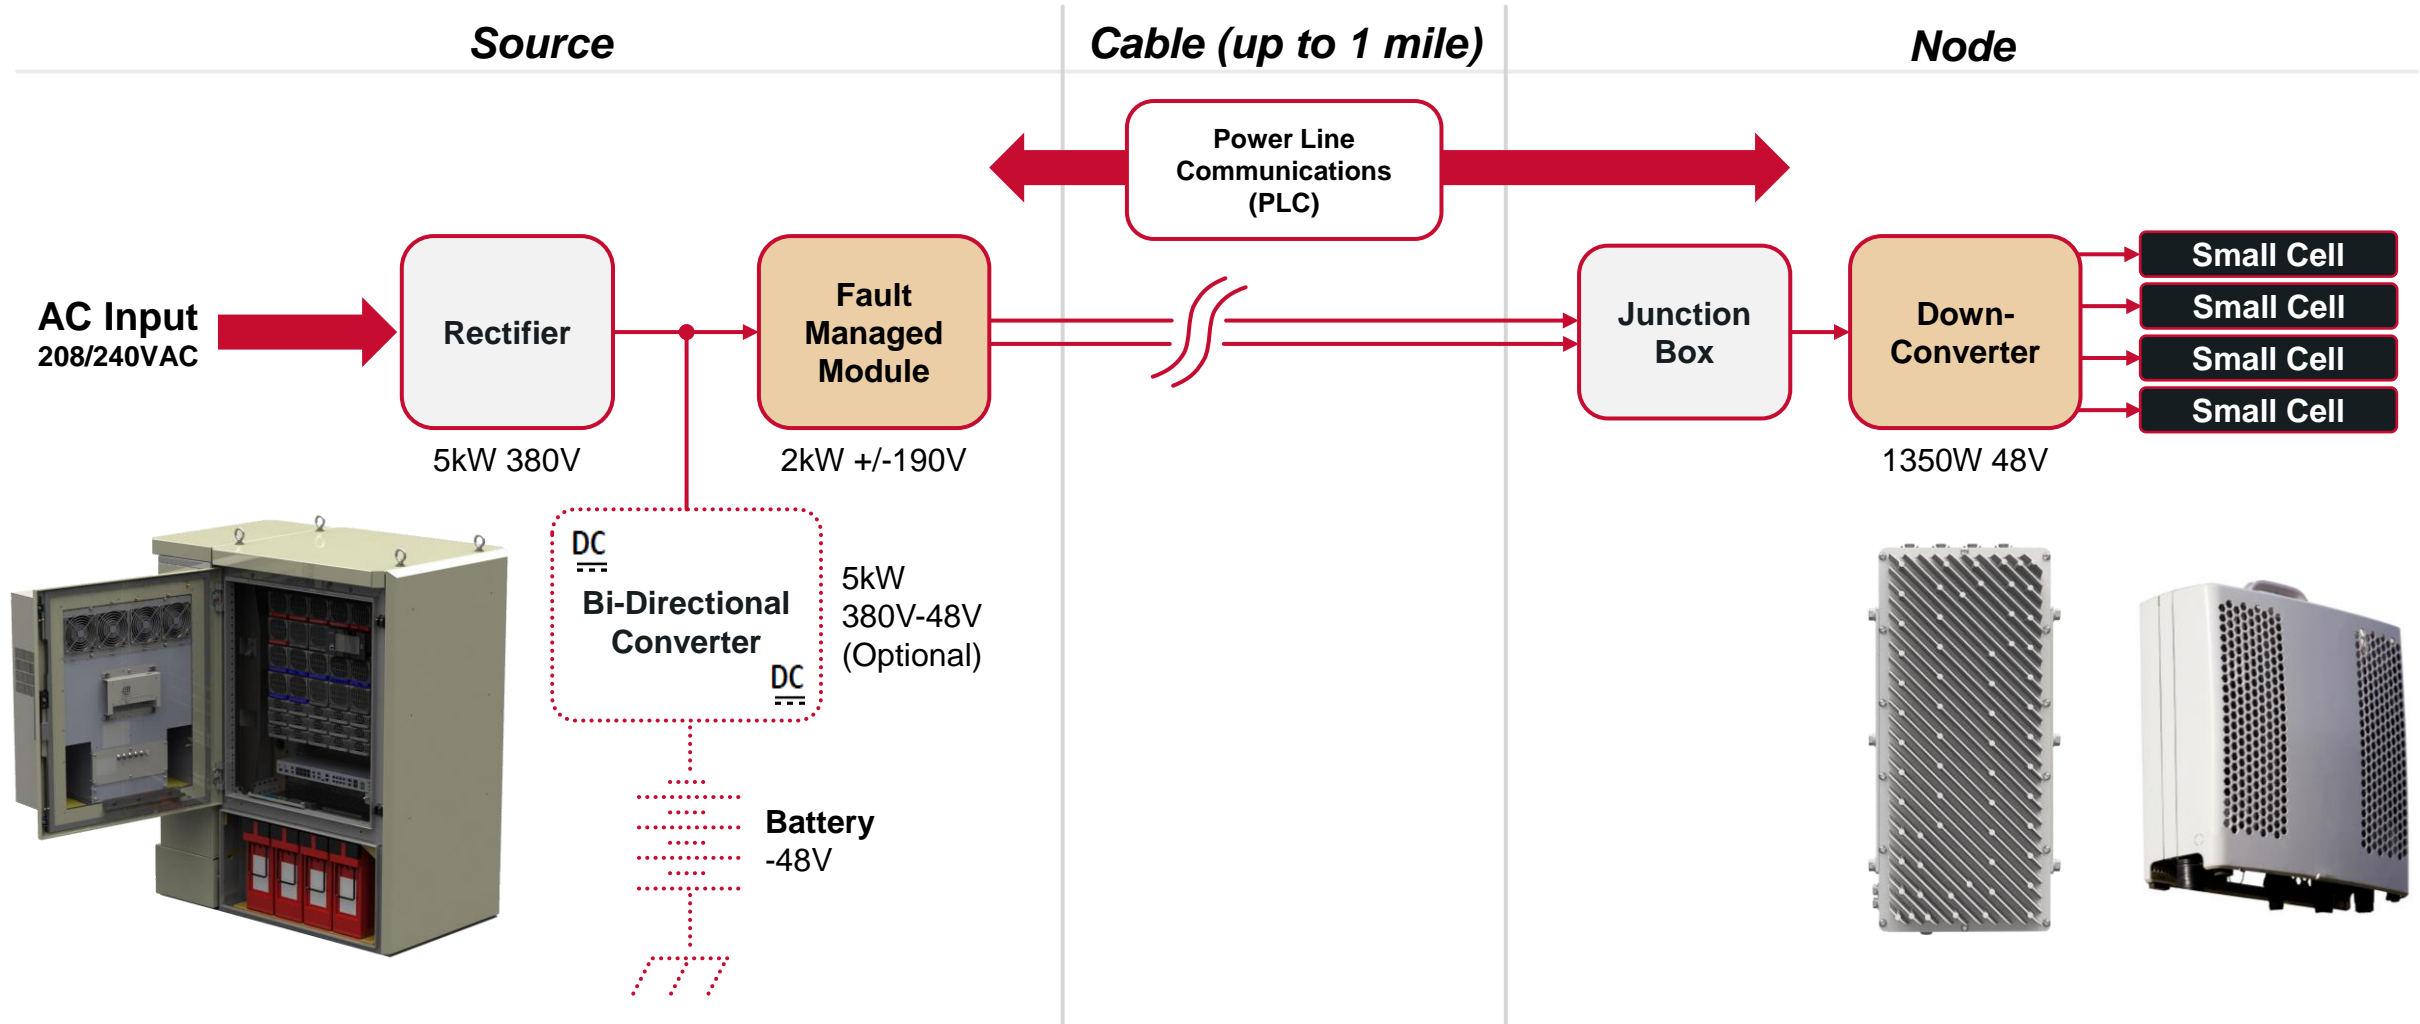 Source
Cable (up to 1 mile)
Node
Power Line
Communications
(PLC)
AC Input
208/240VAC
Rectifier
5kW 380V
Fault
Managed
Module
2kW +/-190V
Junction
Box
Down-
Converter
1350W 48V
Small Cell
Small Cell
Small Cell
Small Cell
DC
Bi-Directional
Converter
DC
5kW
380V-48V
(Optional)
Battery
-48V